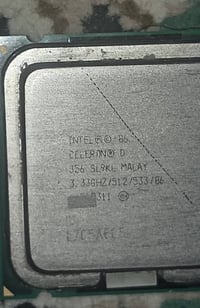 INTEL® ©'06
CELERON® D
356 SL9KL MALAY
3.33GHZ/512/533/06